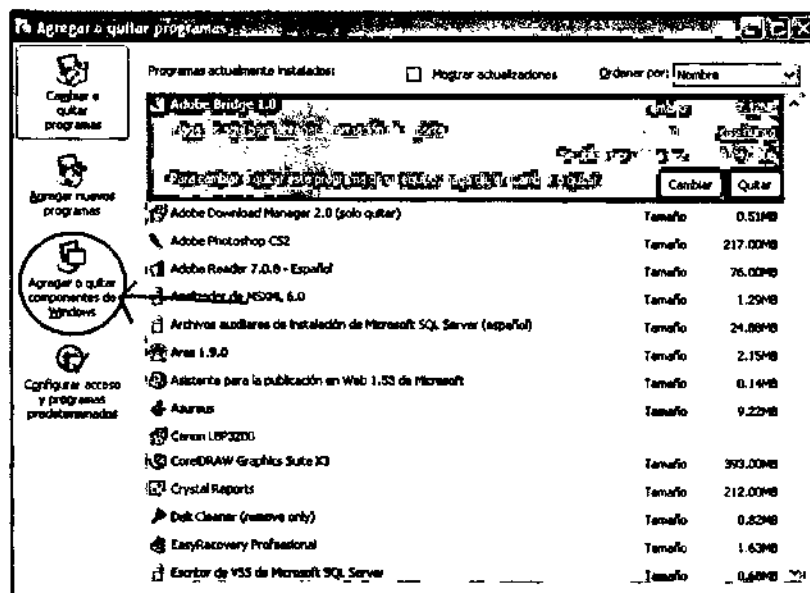 Agregar o quitar programas
Cambiar o
quitar
programas
Programas actualmente instalados:
Mostrar actualizaciones
Ordenar por: Nombre
Adobe Bridge 1.0
Cambiar
Quitar
Agregar nuevos
programas
Agregar o quitar
componentes de
Windows
Configurar acceso
y programas
predeterminados
Adobe Download Manager 2.0 (solo quitar) Tamaño 0.51MB
Adobe Photoshop CS2 Tamaño 217.00MB
Adobe Reader 7.0.8 - Español Tamaño 76.00MB
Analizador de MSXML 6.0 Tamaño 1.29MB
Archivos auxiliares de instalación de Microsoft SQL Server (español) Tamaño 24.88MB
Ares 1.9.0 Tamaño 2.15MB
Asistente para la publicación en Web 1.53 de Microsoft Tamaño 0.14MB
Azureus Tamaño 9.22MB
Canon LBP3200
CorelDRAW Graphics Suite X3 Tamaño 393.00MB
Crystal Reports Tamaño 212.00MB
Disk Cleaner (remove only) Tamaño 0.82MB
EasyRecovery Professional Tamaño 1.63MB
Escritor de VSS de Microsoft SQL Server Tamaño 0.68MB